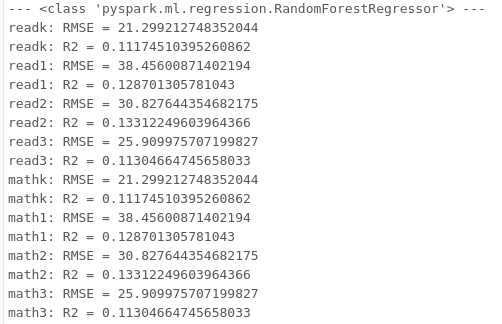 --- <class 'pyspark.ml.regression.RandomForestRegressor'> ---
readk: RMSE = 21.299212748352044
readk: R2 = 0.11174510395260862
read1: RMSE = 38.45600871402194
read1: R2 = 0.128701305781043
read2: RMSE = 30.827644354682175
read2: R2 = 0.13312249603964366
read3: RMSE = 25.909975707199827
read3: R2 = 0.11304664745658033
mathk: RMSE = 21.299212748352044
mathk: R2 = 0.11174510395260862
math1: RMSE = 38.45600871402194
math1: R2 = 0.128701305781043
math2: RMSE = 30.827644354682175
math2: R2 = 0.13312249603964366
math3: RMSE = 25.909975707199827
math3: R2 = 0.11304664745658033